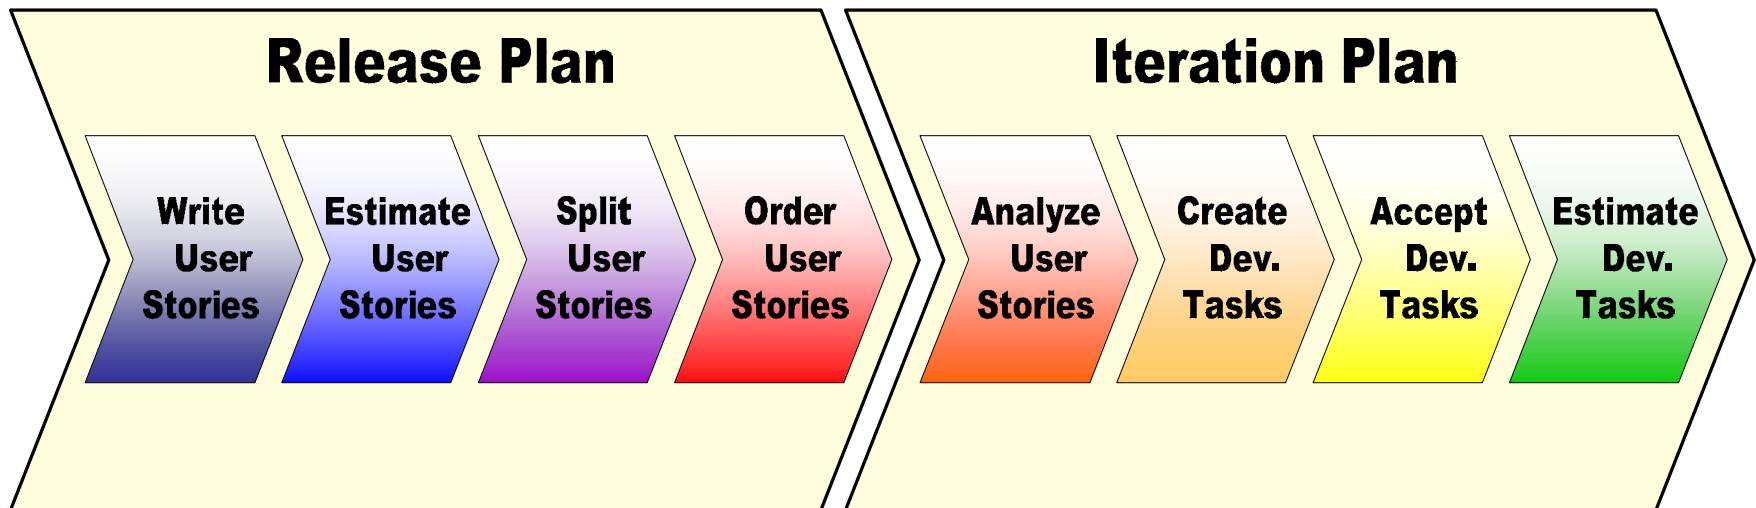 Release Plan
Write
User
Stories
Estimate
User
Stories
Split
User
Stories
Order
User
Stories
Iteration Plan
Analyze
User
Stories
Create
Dev.
Tasks
Accept
Dev.
Tasks
Estimate
Dev.
Tasks